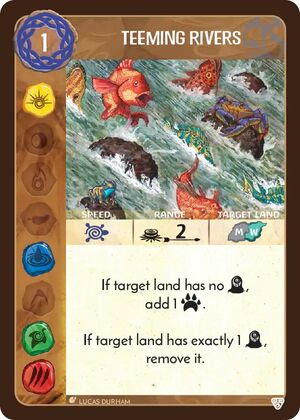 1
TEEMING RIVERS
SPEED
RANGE
TARGET LAND
2
M W
If target land has no ,
add 1 .
If target land has exactly 1 ,
remove it.
LUCAS DURHAM